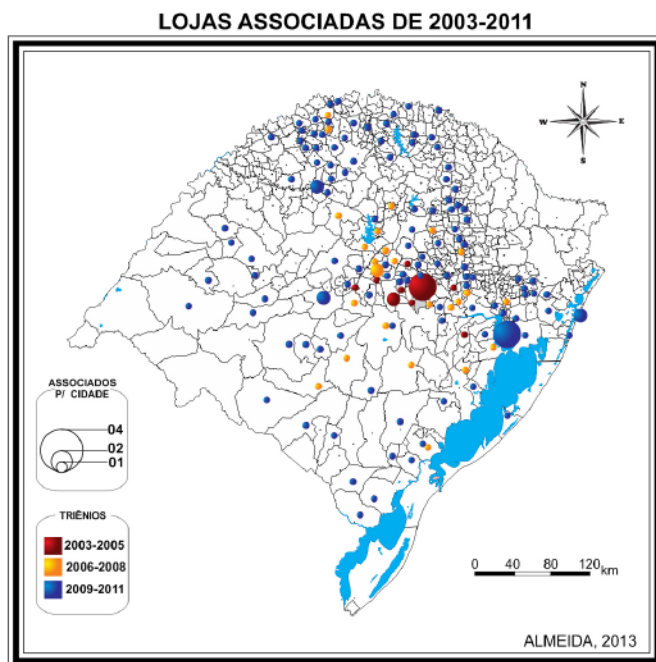 LOJAS ASSOCIADAS DE 2003-2011
N
W
E
S
ASSOCIADOS
P/ CIDADE
04
02
01
TRIÊNIOS
2003-2005
2006-2008
2009-2011
0 40 80 120 km
ALMEIDA, 2013